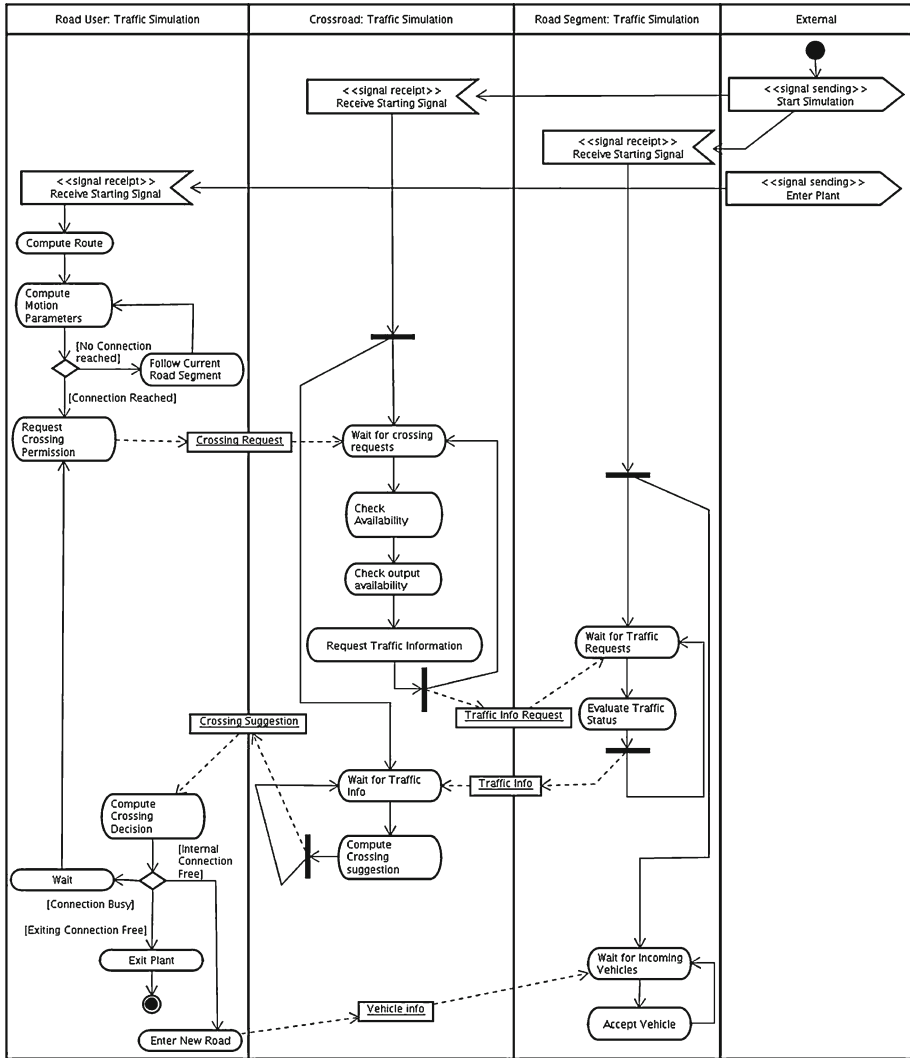 Road User: Traffic Simulation
Crossroad: Traffic Simulation
Road Segment: Traffic Simulation
External
<<signal receipt>>
Receive Starting Signal
<<signal sending>>
Start Simulation
<<signal receipt>>
Receive Starting Signal
<<signal receipt>>
Receive Starting Signal
<<signal sending>>
Enter Plant
Compute Route
Compute
Motion
Parameters
[No Connection
reached]
Follow Current
Road Segment
[Connection Reached]
Request
Crossing
Permission
Crossing Request
Wait for crossing
requests
Check
Availability
Check output
availability
Request Traffic Information
Wait for Traffic
Requests
Evaluate Traffic
Status
Traffic Info Request
Crossing Suggestion
Wait for Traffic
Info
Traffic Info
Compute
Crossing
Decision
[Internal
Connection
Free]
Compute
Crossing
suggestion
Wait
[Connection Busy]
[Exiting Connection Free]
Exit Plant
Wait for Incoming
Vehicles
Vehicle info
Accept Vehicle
Enter New Road